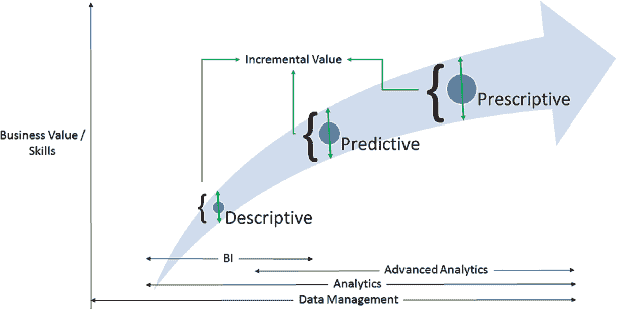 Incremental Value
Prescriptive
Business Value /
Skills
Predictive
Descriptive
BI
Advanced Analytics
Analytics
Data Management